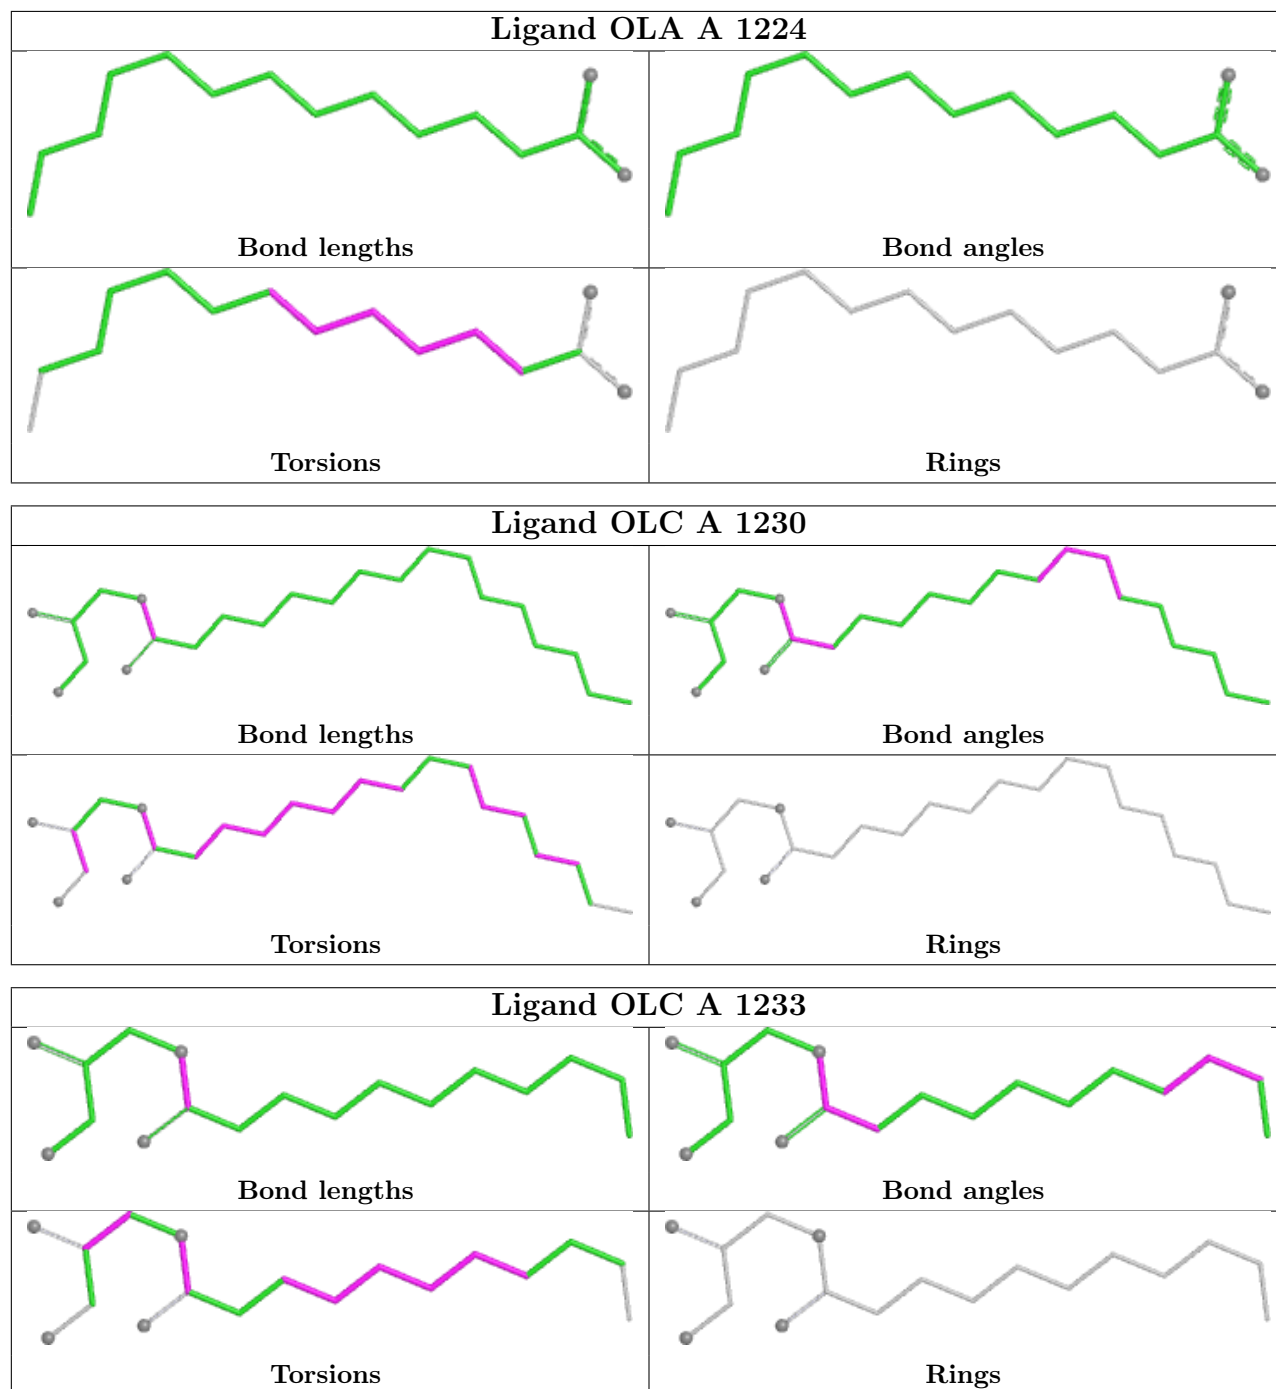 Ligand OLA A 1224
Bond lengths
Bond angles
Torsions
Rings
Ligand OLC A 1230
Bond lengths
Bond angles
Torsions
Rings
Ligand OLC A 1233
Bond lengths
Bond angles
Torsions
Rings